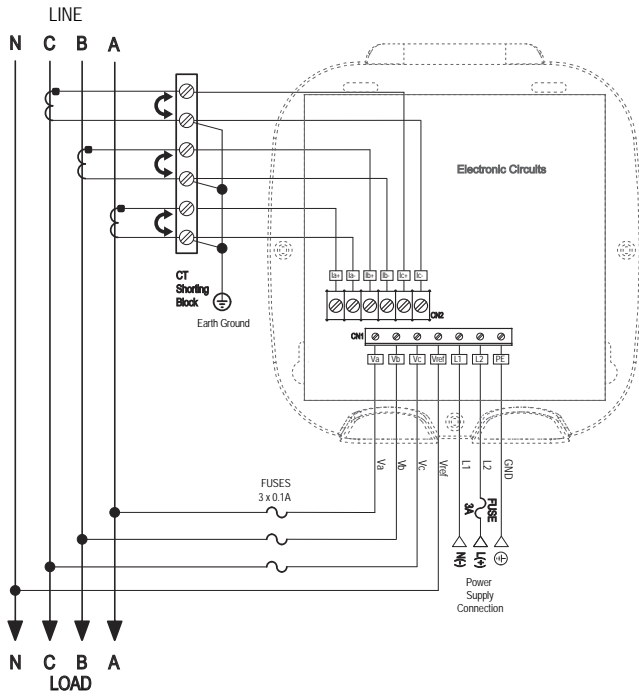 LINE
N C B A
Electronic Circuits
CT
Shorting
Block
Earth Ground
Ia+ Ia- Ib+ Ib- Ic+ Ic-
CN2
CN1
Va Vb Vc Vref L1 L2 PE
Va Vb Vc Vref L1 L2 GND
FUSES
3 x 0.1A
FUSE
3A
N(-) L(+)
Power
Supply
Connection
N C B A
LOAD